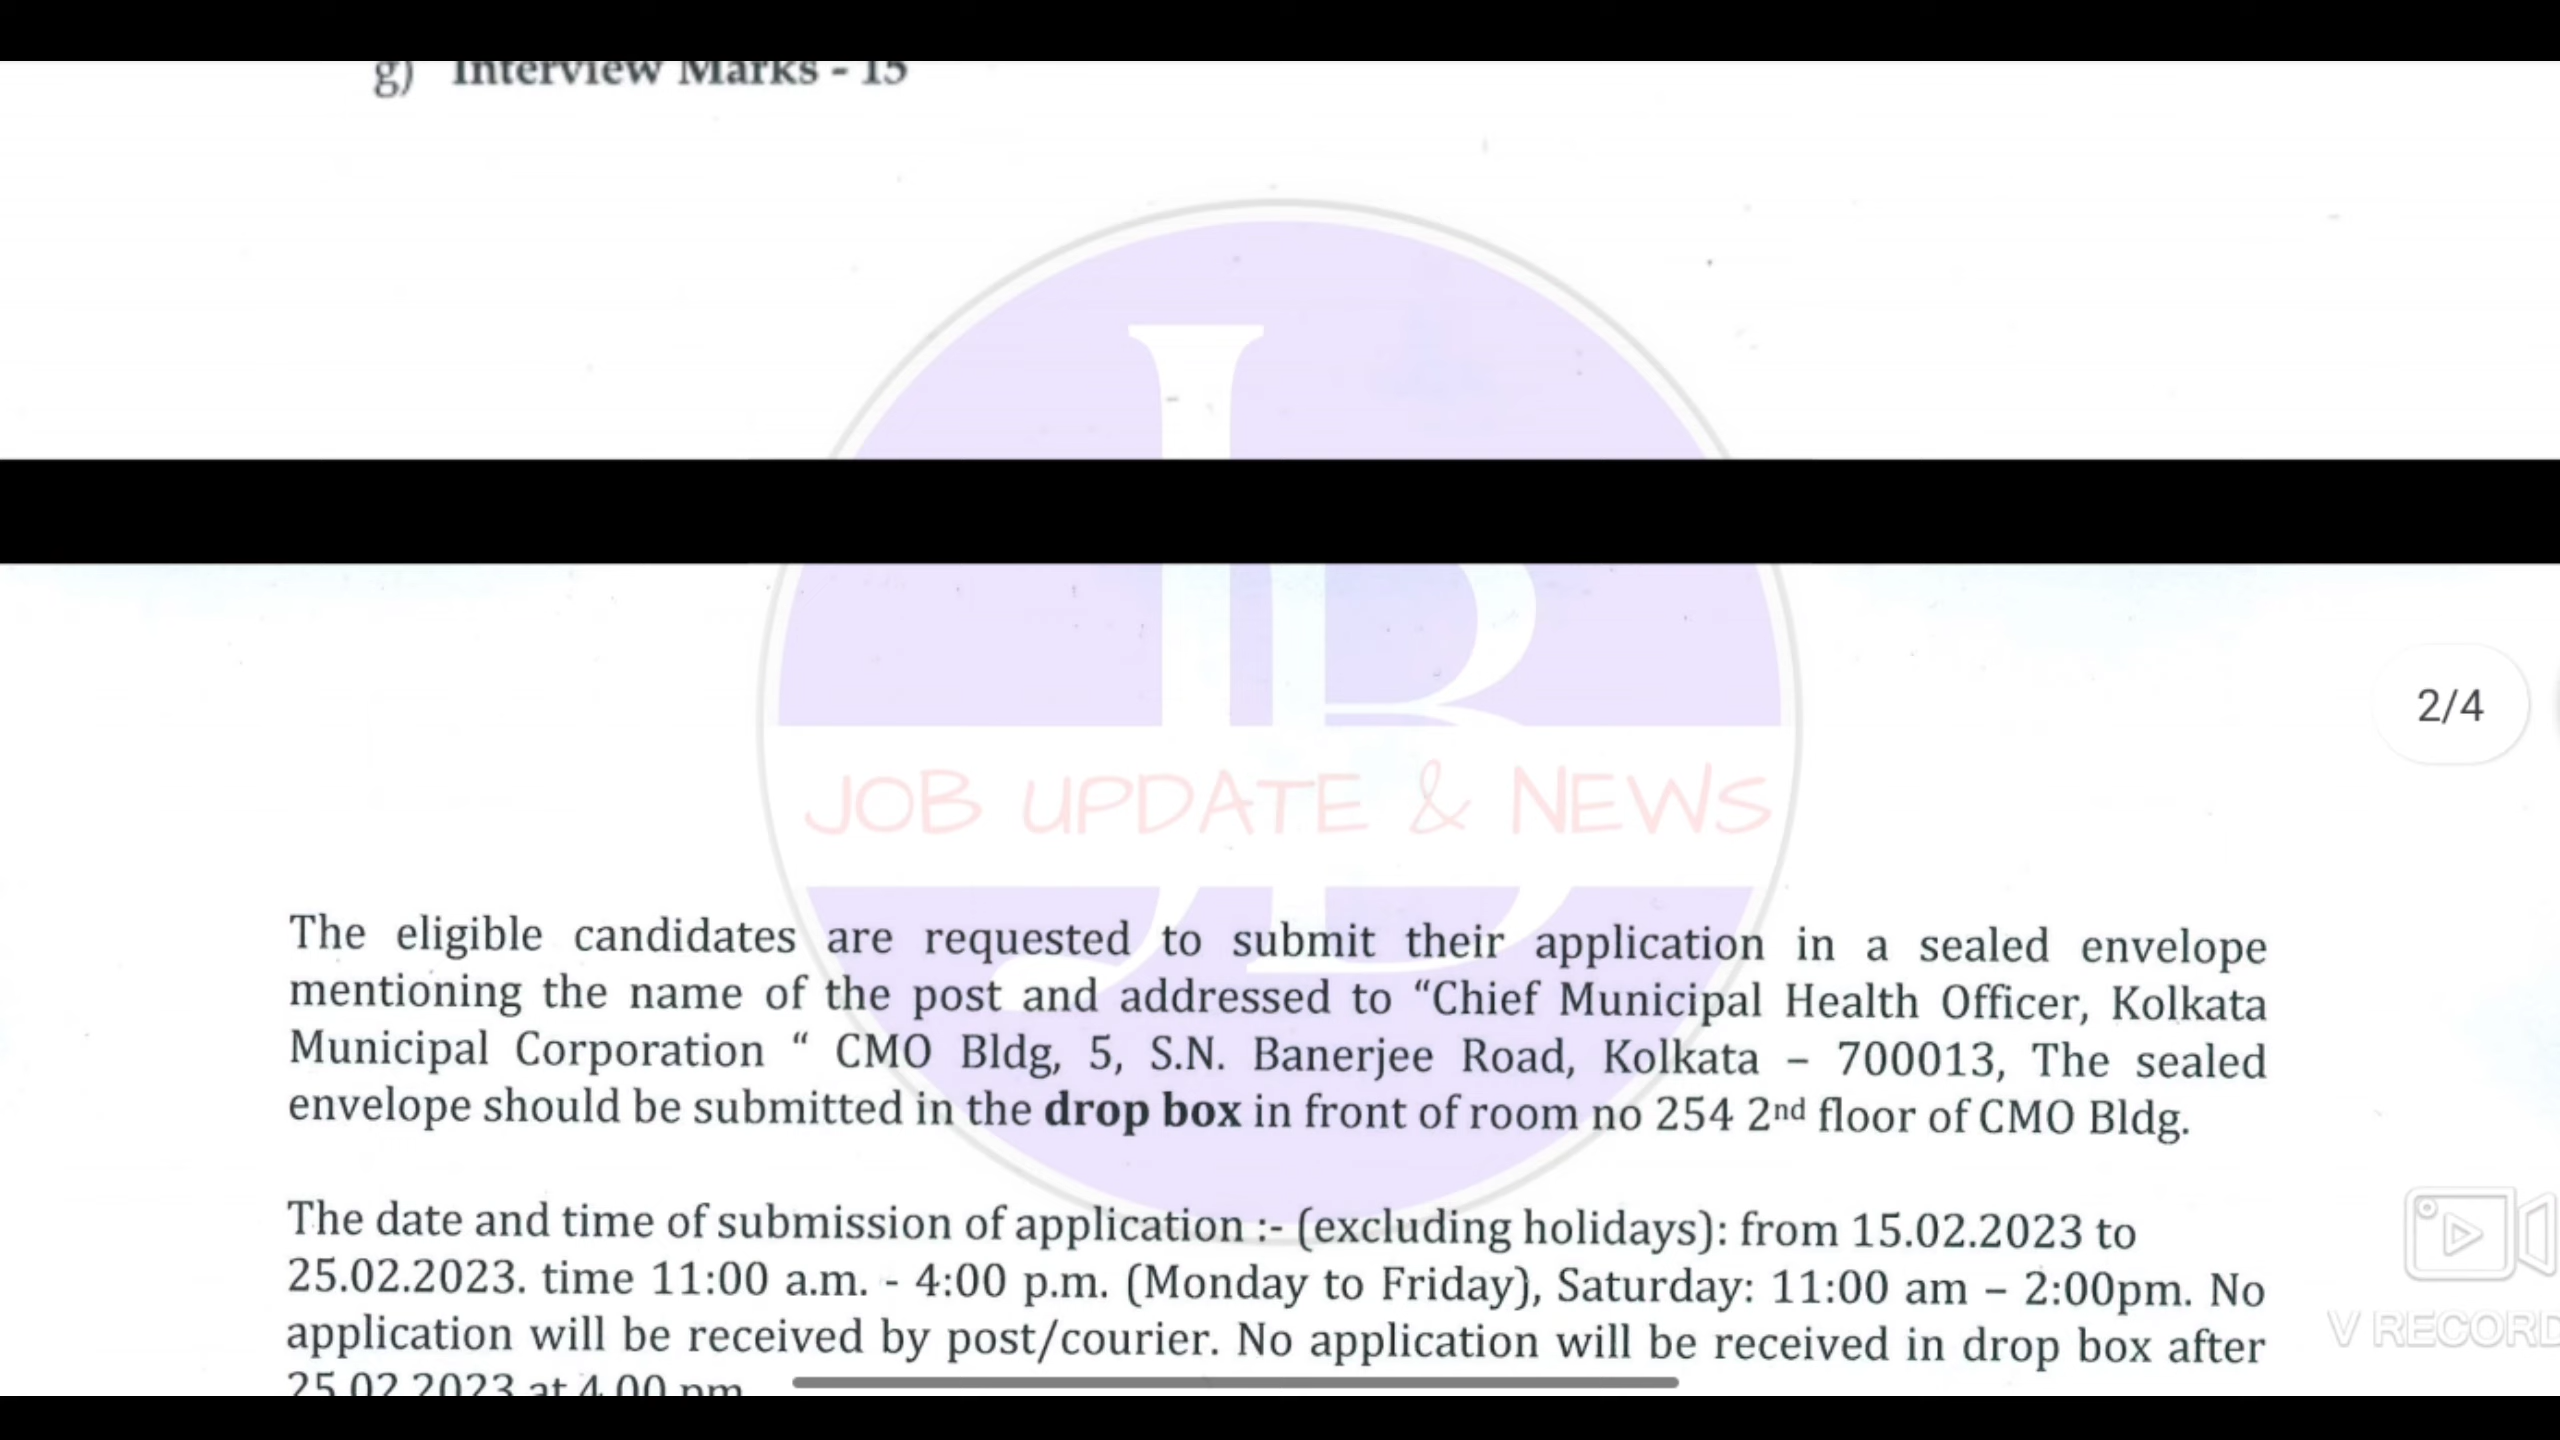 g) Interview Marks - 15
JB
2/4
JOB UPDATE & NEWS
The eligible candidates are requested to submit their application in a sealed envelope
mentioning the name of the post and addressed to “Chief Municipal Health Officer, Kolkata
Municipal Corporation “ CMO Bldg, 5, S.N. Banerjee Road, Kolkata – 700013, The sealed
envelope should be submitted in the drop box in front of room no 254 2nd floor of CMO Bldg.
The date and time of submission of application :- (excluding holidays): from 15.02.2023 to
25.02.2023. time 11:00 a.m. - 4:00 p.m. (Monday to Friday), Saturday: 11:00 am – 2:00pm. No
application will be received by post/courier. No application will be received in drop box after
25.02.2023 at 4.00 pm
V RECORD